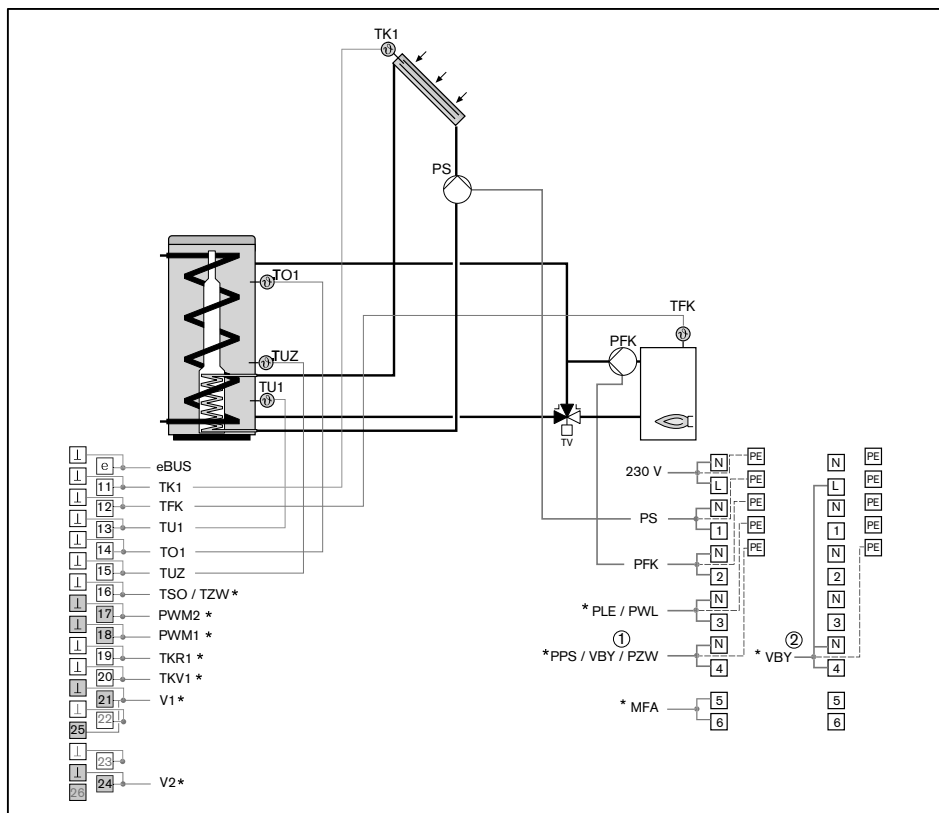 TK1
PS
TO1
TFK
PFK
TUZ
TU1
TV
⊥
e eBUS
⊥
11 TK1
⊥
12 TFK
⊥
13 TU1
⊥
14 TO1
⊥
15 TUZ
⊥
16 TSO / TZW *
⊥
17 PWM2 *
⊥
18 PWM1 *
⊥
19 TKR1 *
⊥
20 TKV1 *
⊥
21 V1 *
⊥
22
25
⊥
23
⊥
24 V2 *
26
230 V N PE
L PE
PS N PE
1 PE
PFK N PE
2
* PLE / PWL N
3
① *PPS / VBY / PZW N
4
* MFA 5
6
N PE
L PE
N PE
1 PE
N PE
2
N
3
② * VBY N
4
5
6